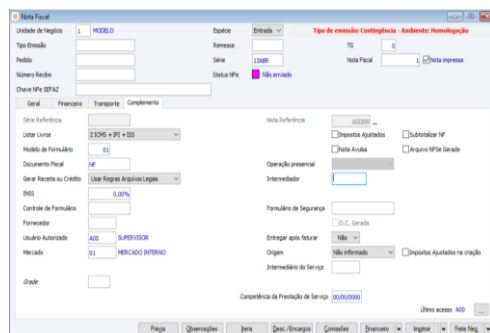 Nota Fiscal
Unidade de Negócio 1 MODELO Espécie Entrada Tipo de emissão: Contingência - Ambiente: Homologação
Tipo Emissão Remessa TG 0
Pedido Série 13ABR Nota Fiscal 1 Nota impressa
Número Recibo Status NFe Não enviado
Chave NFe SEFAZ
Geral Financeiro Transporte Complemento
Série Referência Nota Referência 102209 ...
Listar Livros 2 ICMS + IPI + ISS Impostos Ajustados Subtotalizar NF
Modelo de Formulário 01 Nota Avulsa Arquivo NFSe Gerado
Documento Fiscal NF Operação presencial
Gerar Receita ou Crédito Usar Regras Arquivos Legais Intermediador
INSS 0,00%
Controle de Formulário Formulário de Segurança
Fornecedor O.C. Gerada
Usuário Autorizado A00 SUPERVISOR Entregar após faturar Não
Mercado 01 MERCADO INTERNO Origem Não informado Impostos Ajustados na criação
Intermediário do Serviço
Grade
Competência da Prestação de Serviço 00/00/0000
Último acesso A00 ...
Prévia Observações Itens Desc./Encargos Comissões Financeiro Imprimir Frete Neg.